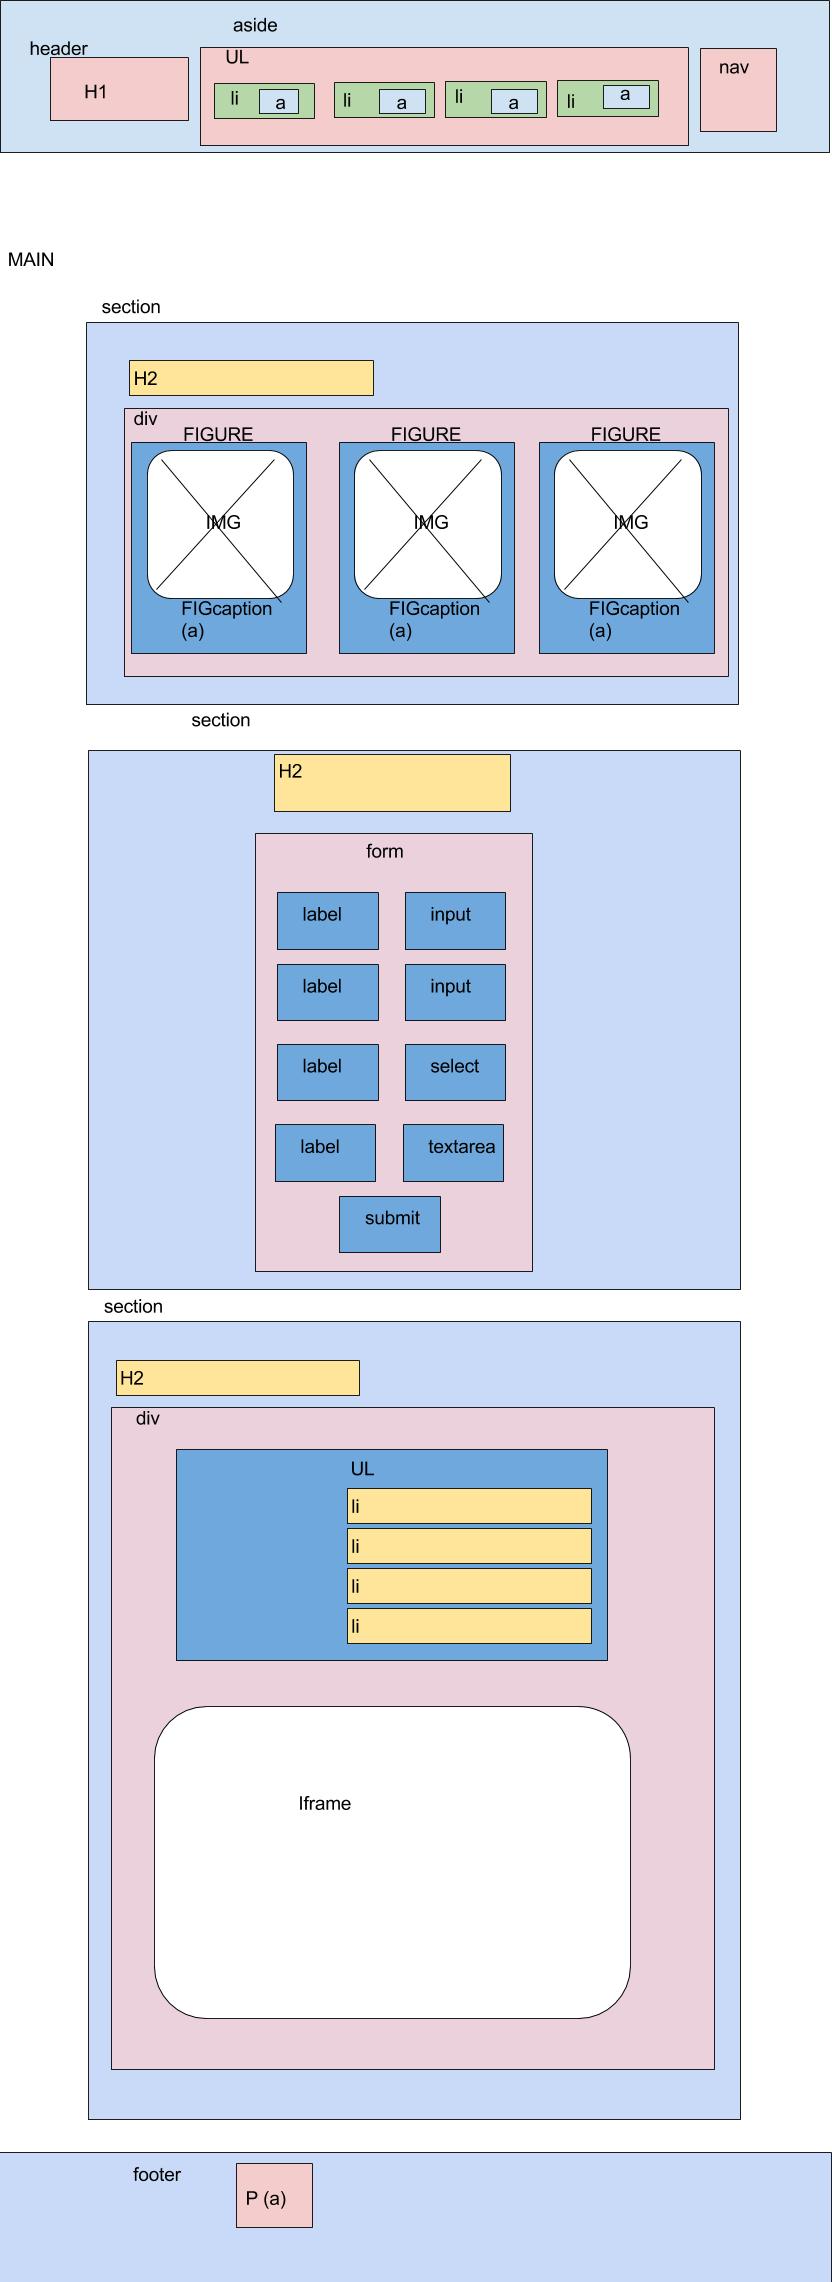 aside
header
UL
nav
H1
li
a
li
a
li
a
li
a
MAIN
section
H2
div
FIGURE
FIGURE
FIGURE
IMG
IMG
IMG
FIGcaption
(a)
FIGcaption
(a)
FIGcaption
(a)
section
H2
form
label
input
label
input
label
select
label
textarea
submit
section
H2
div
UL
li
li
li
li
Iframe
footer
P (a)